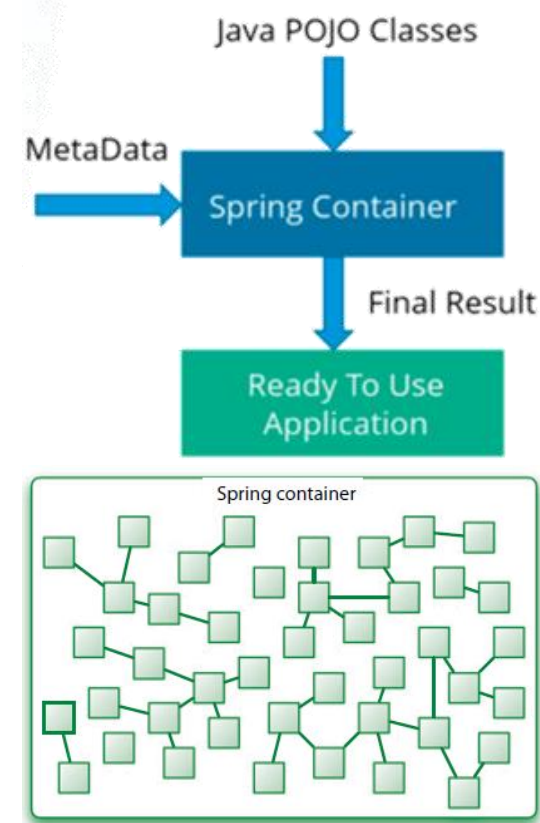 Java POJO Classes
MetaData
Spring Container
Final Result
Ready To Use
Application
Spring container